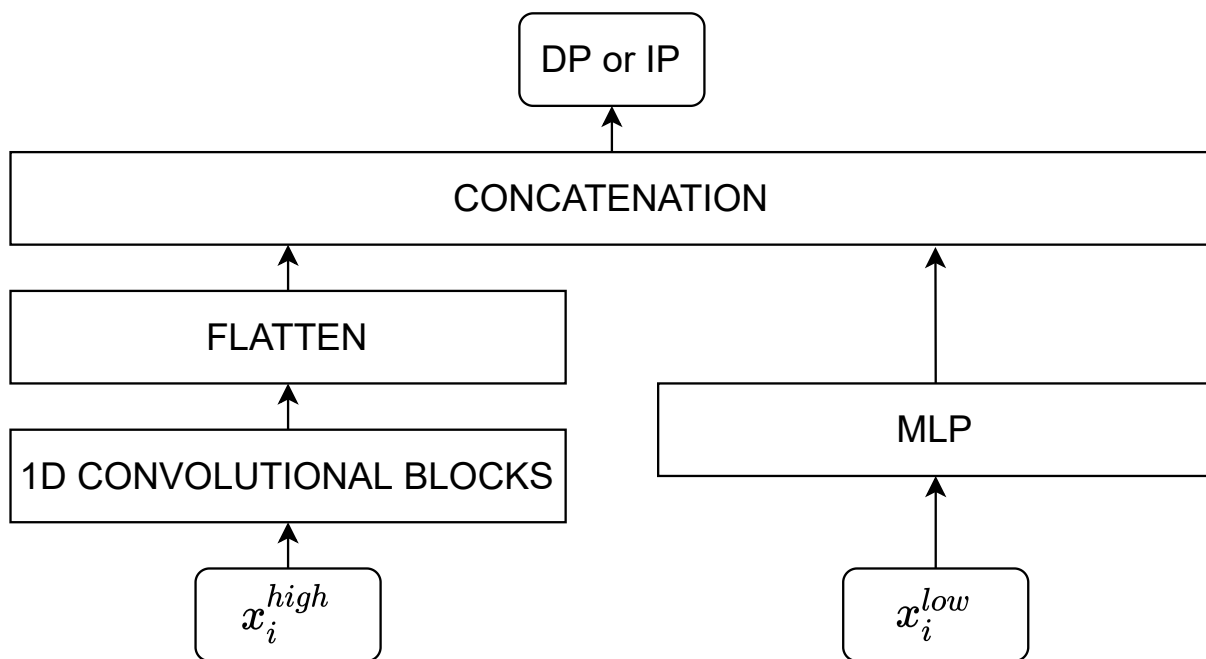 DP or IP
CONCATENATION
FLATTEN
MLP
1D CONVOLUTIONAL BLOCKS
x_i^{high}
x_i^{low}